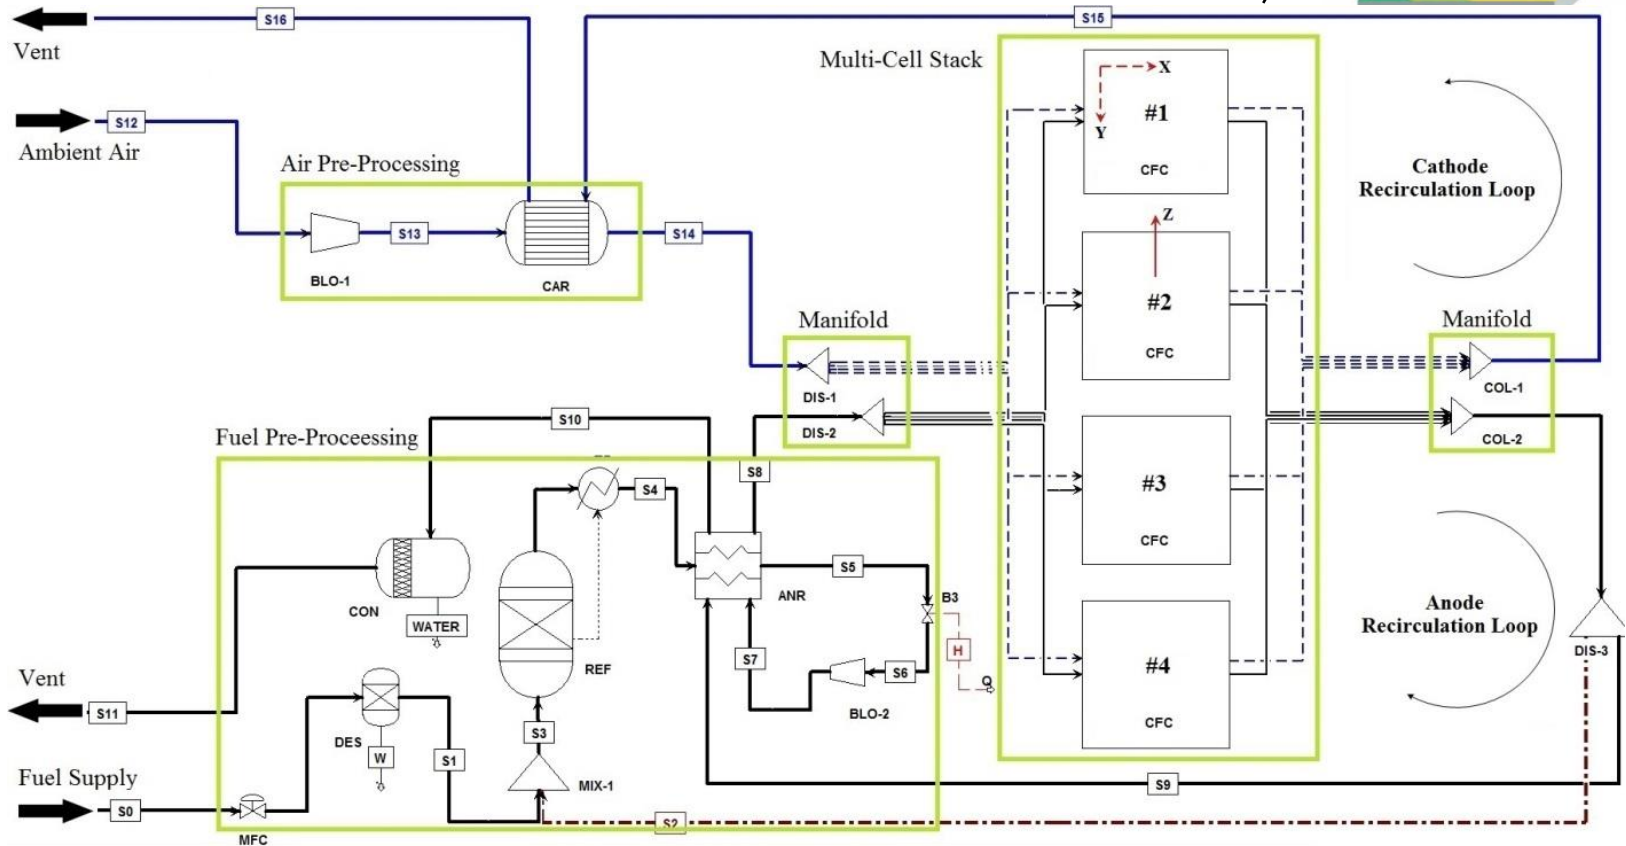 S16
S15
Vent
Multi-Cell Stack
X
#1
Y
CFC
S12
Ambient Air
Air Pre-Processing
Cathode
Recirculation Loop
S13
S14
BLO-1
CAR
Z
#2
CFC
Manifold
Manifold
DIS-1
COL-1
DIS-2
COL-2
S10
Fuel Pre-Proceessing
S8
S4
#3
CFC
S5
ANR
B3
CON
WATER
Anode
Recirculation Loop
REF
S7
H
S6
Q
#4
CFC
DIS-3
Vent
S11
BLO-2
DES
W
S3
S1
MIX-1
Fuel Supply
S0
S9
S2
MFC